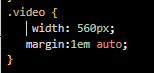 .video {
width: 560px;
margin:1em auto;
}